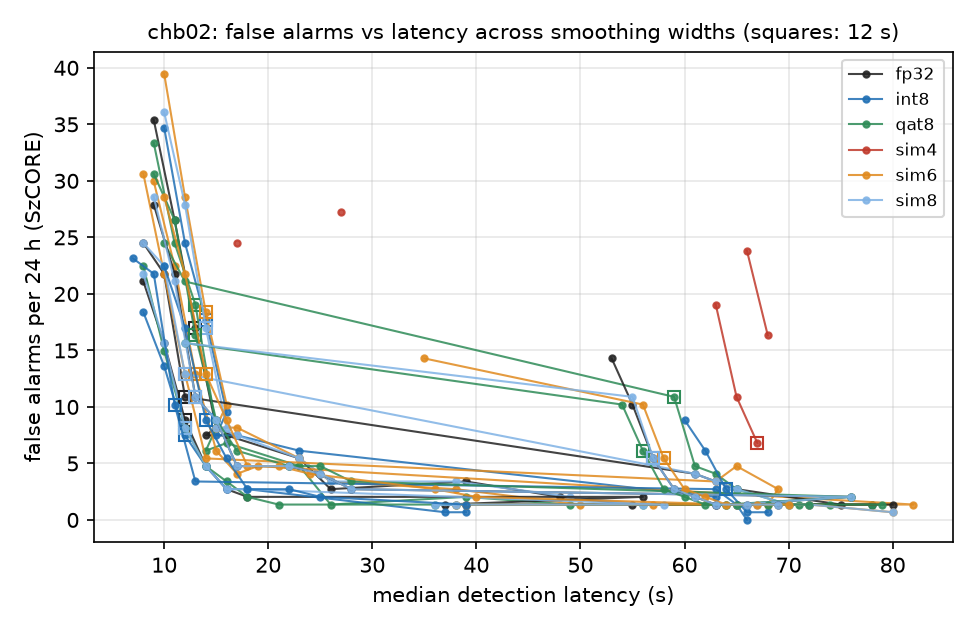 chb02: false alarms vs latency across smoothing widths (squares: 12 s)
false alarms per 24 h (SzCORE)
40
35
30
25
20
15
10
5
0
fp32
int8
qat8
sim4
sim6
sim8
10 20 30 40 50 60 70 80
median detection latency (s)